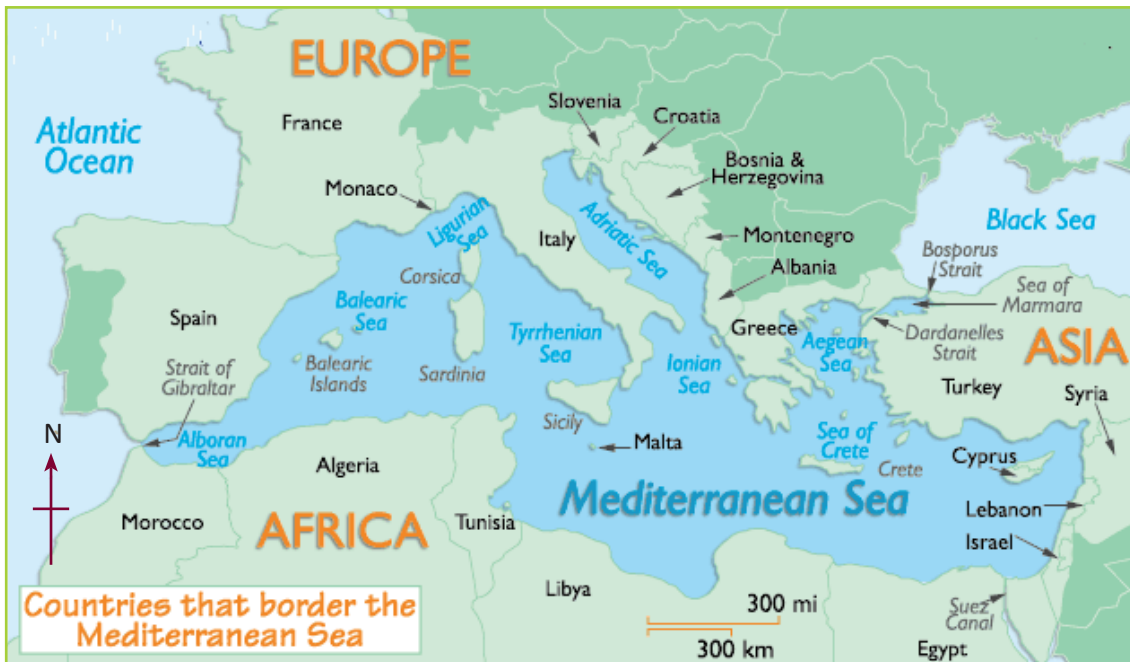 EUROPE
Slovenia
Croatia
France
Atlantic
Ocean
Bosnia &
Herzegovina
Monaco
Ligurian
Sea
Adriatic Sea
Italy
Black Sea
Montenegro
Bosporus
Strait
Albania
Corsica
Sea of
Marmara
Balearic
Sea
Spain
Tyrrhenian
Sea
Greece
Aegean
Sea
Dardanelles
Strait
ASIA
Ionian
Sea
Strait of
Gibraltar
Balearic
Islands
Sardinia
Turkey
Syria
Sicily
N
Alboran
Sea
Malta
Sea of
Crete
Crete
Cyprus
Algeria
Mediterranean Sea
Lebanon
Morocco
AFRICA
Tunisia
Israel
Libya
Countries that border the
Mediterranean Sea
300 mi
300 km
Suez
Canal
Egypt